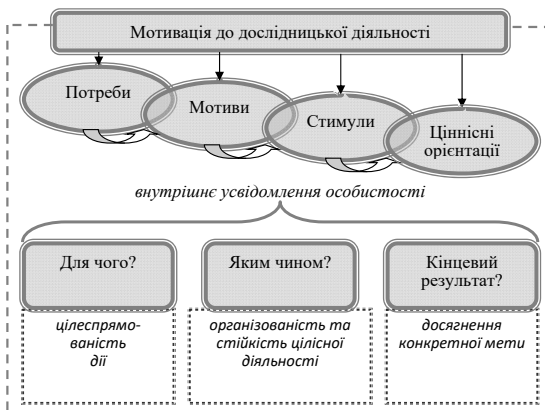 Мотивація до дослідницької діяльності
Потреби
Мотиви
Стимули
Ціннісні
орієнтації
внутрішнє усвідомлення особистості
Для чого?
Яким чином?
Кінцевий
результат?
цілеспрямо-
ваність
дії
організованість та
стійкість цілісної
діяльності
досягнення
конкретної мети